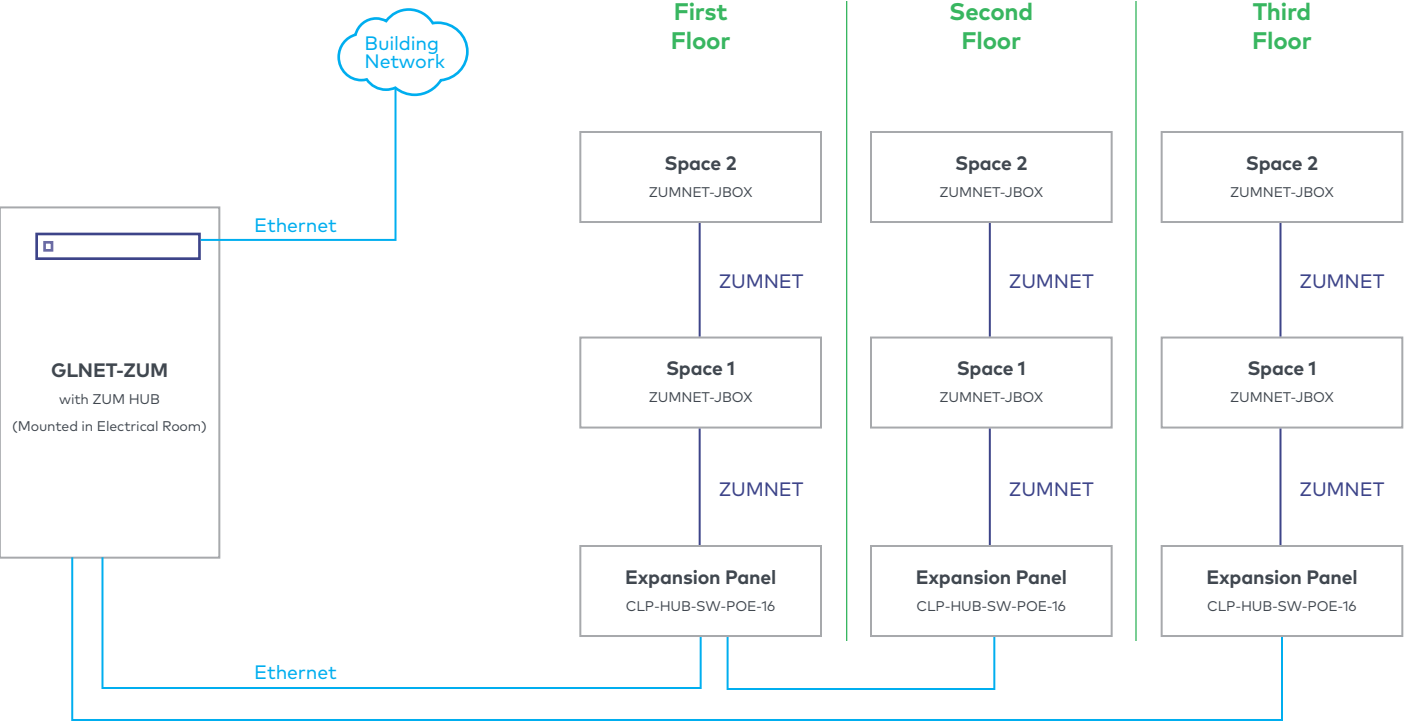 Building
Network
First
Floor
Second
Floor
Third
Floor
Space 2
ZUMNET-JBOX
Space 2
ZUMNET-JBOX
Space 2
ZUMNET-JBOX
Ethernet
ZUMNET
ZUMNET
ZUMNET
GLNET-ZUM
with ZUM HUB
(Mounted in Electrical Room)
Space 1
ZUMNET-JBOX
Space 1
ZUMNET-JBOX
Space 1
ZUMNET-JBOX
ZUMNET
ZUMNET
ZUMNET
Expansion Panel
CLP-HUB-SW-POE-16
Expansion Panel
CLP-HUB-SW-POE-16
Expansion Panel
CLP-HUB-SW-POE-16
Ethernet